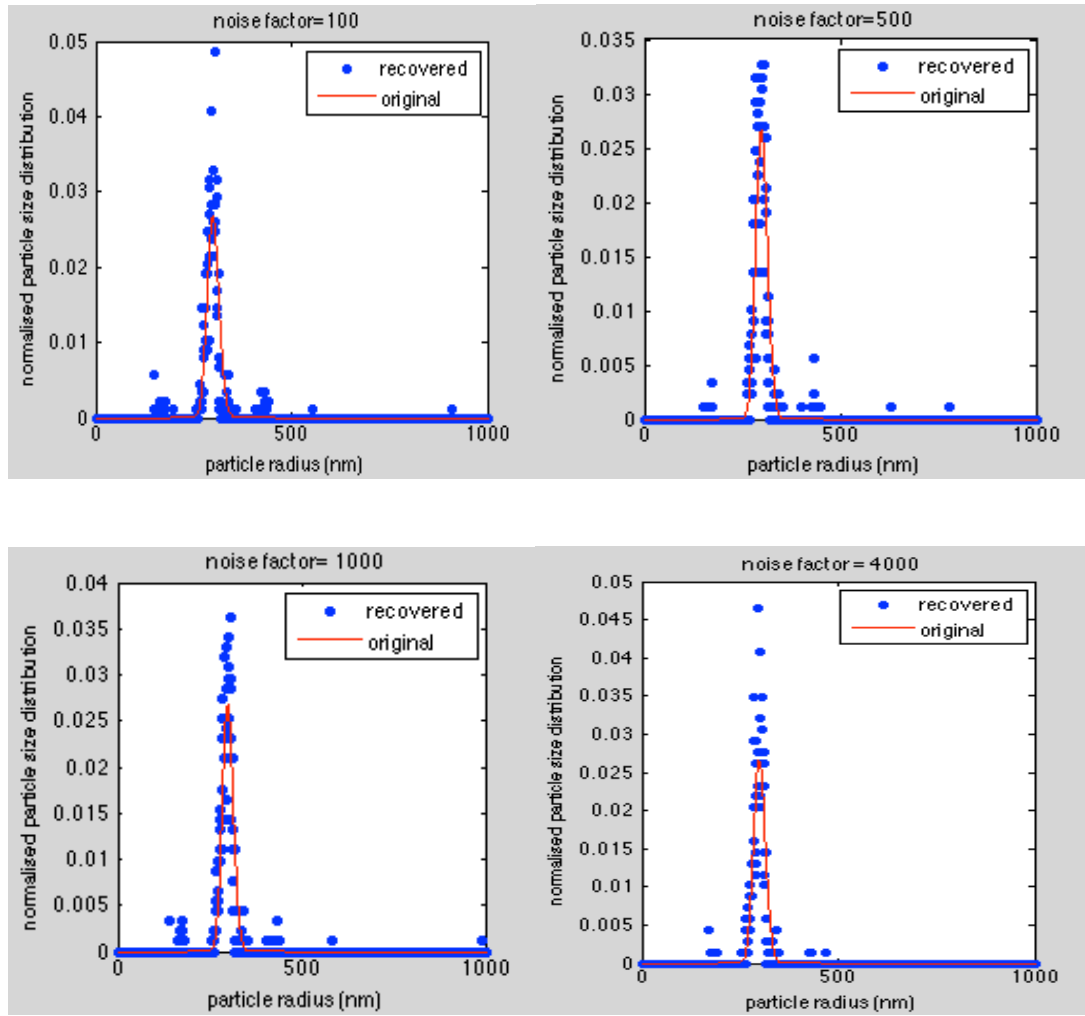 noise factor=100
0.05
0.04
0.03
0.02
0.01
0
0
500
1000
recovered
original
normalised particle size distribution
particle radius (nm)
noise factor=500
0.035
0.03
0.025
0.02
0.015
0.01
0.005
0
0
500
1000
recovered
original
normalised particle size distribution
particle radius (nm)
noise factor= 1000
0.04
0.035
0.03
0.025
0.02
0.015
0.01
0.005
0
0
500
1000
recovered
original
normalised particle size distribution
particle radius (nm)
noise factor = 4000
0.05
0.045
0.04
0.035
0.03
0.025
0.02
0.015
0.01
0.005
0
0
500
1000
recovered
original
normalised particle size distribution
particle radius (nm)